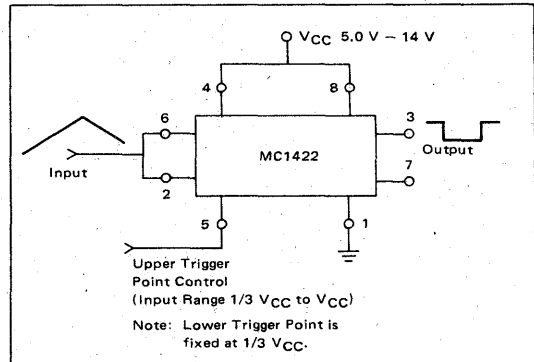 VCC 5.0 V – 14 V
4
8
6
3
MC1422
Output
Input
7
2
5
1
Upper Trigger
Point Control
(Input Range 1/3 VCC to VCC)
Note: Lower Trigger Point is
fixed at 1/3 VCC.